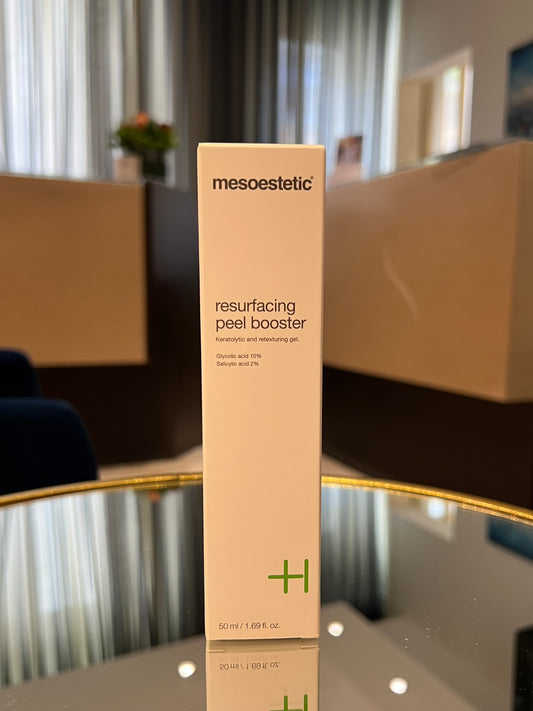 mesoestetic®
resurfacing
peel booster
Keratolytic and retexturing gel.
Glycolic acid 10%
Salicylic acid 2%
50 ml / 1.69 fl. oz.